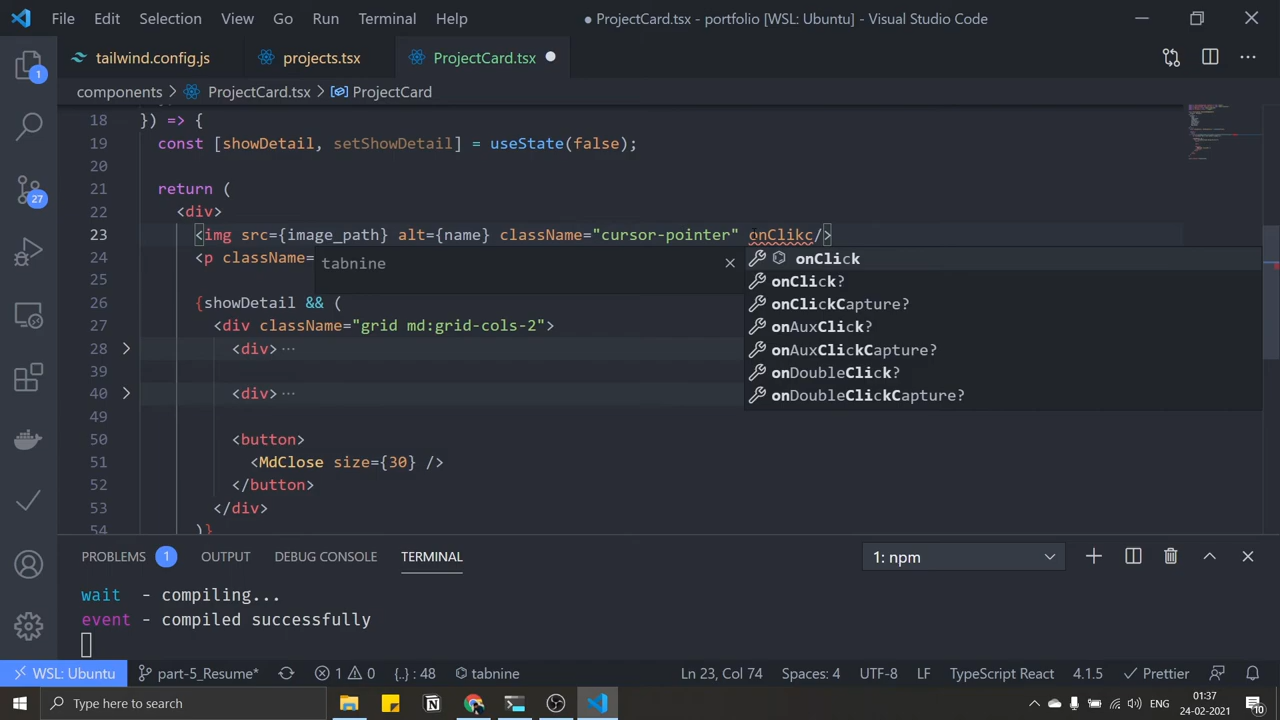 File Edit Selection View Go Run Terminal Help
● ProjectCard.tsx - portfolio [WSL: Ubuntu] - Visual Studio Code
1
tailwind.config.js projects.tsx ProjectCard.tsx
components > ProjectCard.tsx > ProjectCard
18 }) => {
19 const [showDetail, setShowDetail] = useState(false);
20
21 return (
22 <div>
23 <img src={image_path} alt={name} className="cursor-pointer" onClikc/>
24 <p className=
25
26 {showDetail && (
27 <div className="grid md:grid-cols-2">
28 <div> ···
39
40 <div> ···
49
50 <button>
51 <MdClose size={30} />
52 </button>
53 </div>
54 )}
tabnine
onClick
onClick?
onClickCapture?
onAuxClick?
onAuxClickCapture?
onDoubleClick?
onDoubleClickCapture?
27
PROBLEMS 1 OUTPUT DEBUG CONSOLE TERMINAL 1: npm
wait - compiling...
event - compiled successfully
WSL: Ubuntu part-5_Resume* 1 0 {..} : 48 tabnine Ln 23, Col 74 Spaces: 4 UTF-8 LF TypeScript React 4.1.5 Prettier
Type here to search
01:37
24-02-2021
10